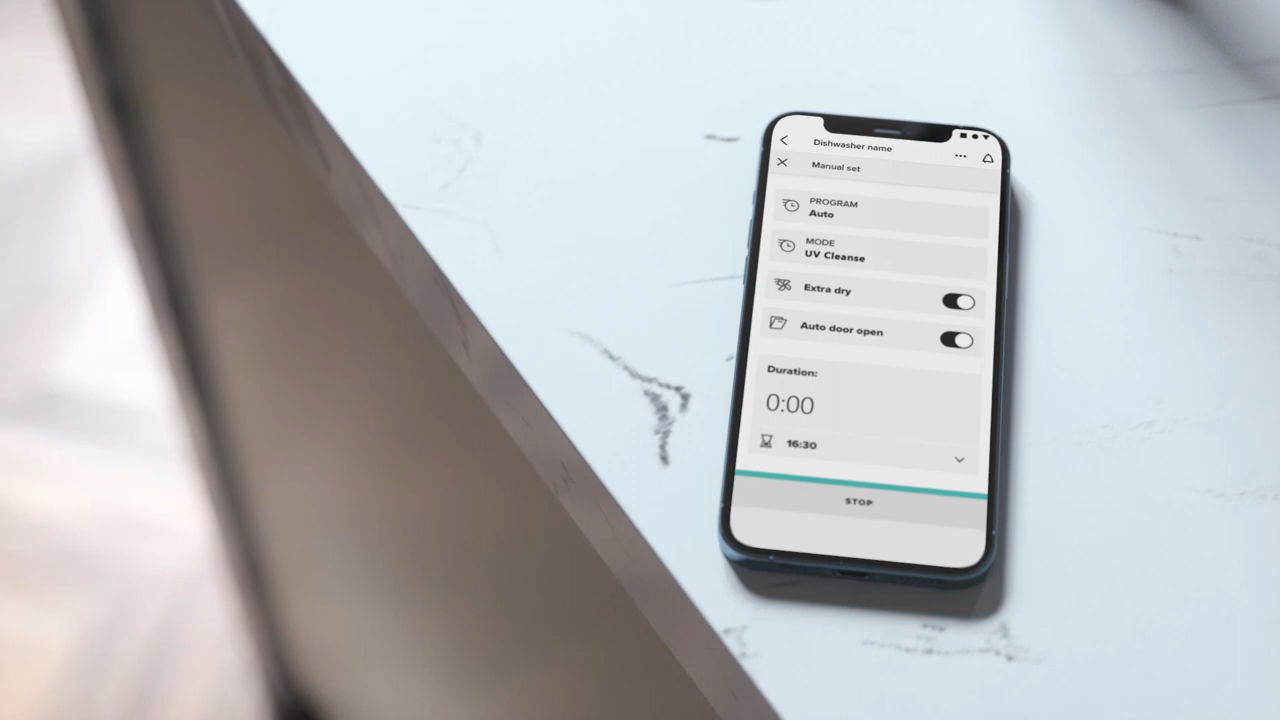 Dishwasher name
Manual set
PROGRAM
Auto
MODE
UV Cleanse
Extra dry
Auto door open
Duration:
0:00
16:30
STOP